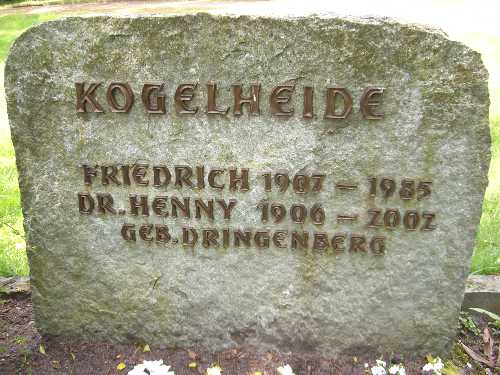 KOGELHEIDE
FRIEDRICH 1907 – 1985
DR. HENNY 1906 – 2002
GEB. DRINGENBERG